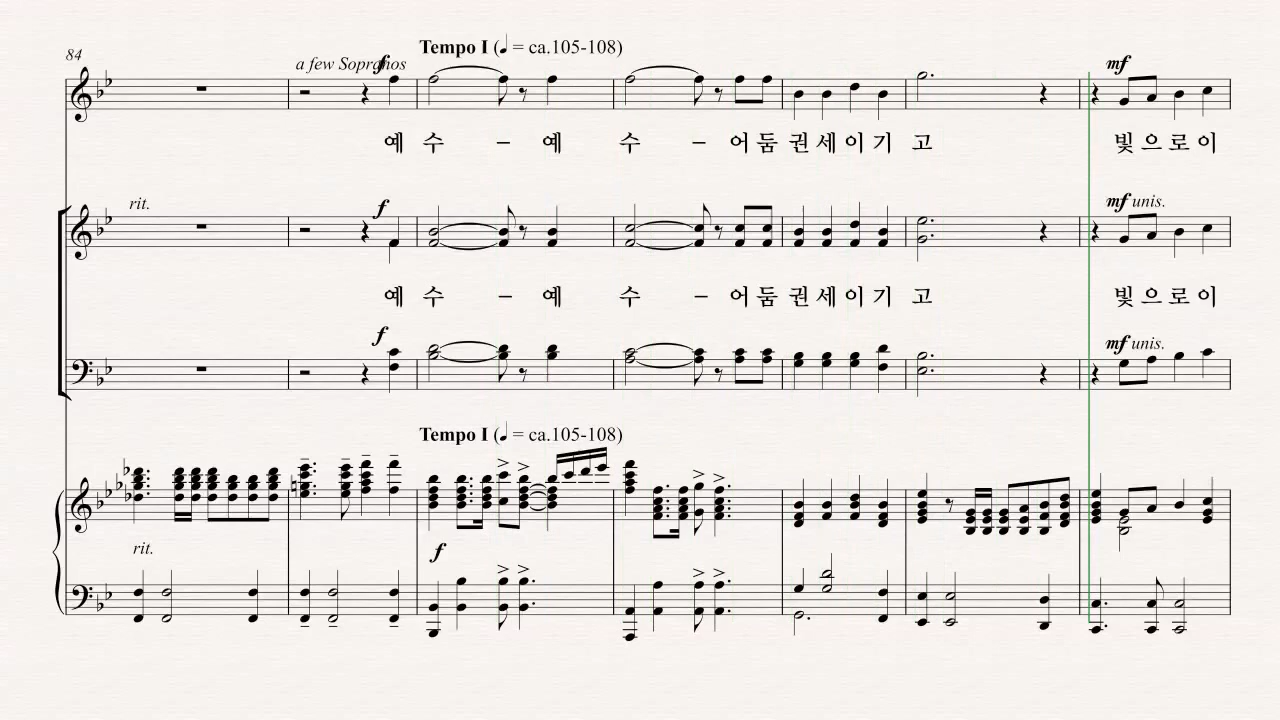 84
Tempo I (♩ = ca.105-108)
a few Sopranos f
mf
예 수 – 예 수 – 어 둠 권 세 이 기 고 빛 으 로 이
rit.
f
mf unis.
예 수 – 예 수 – 어 둠 권 세 이 기 고 빛 으 로 이
f
mf unis.
Tempo I (♩ = ca.105-108)
rit.
f